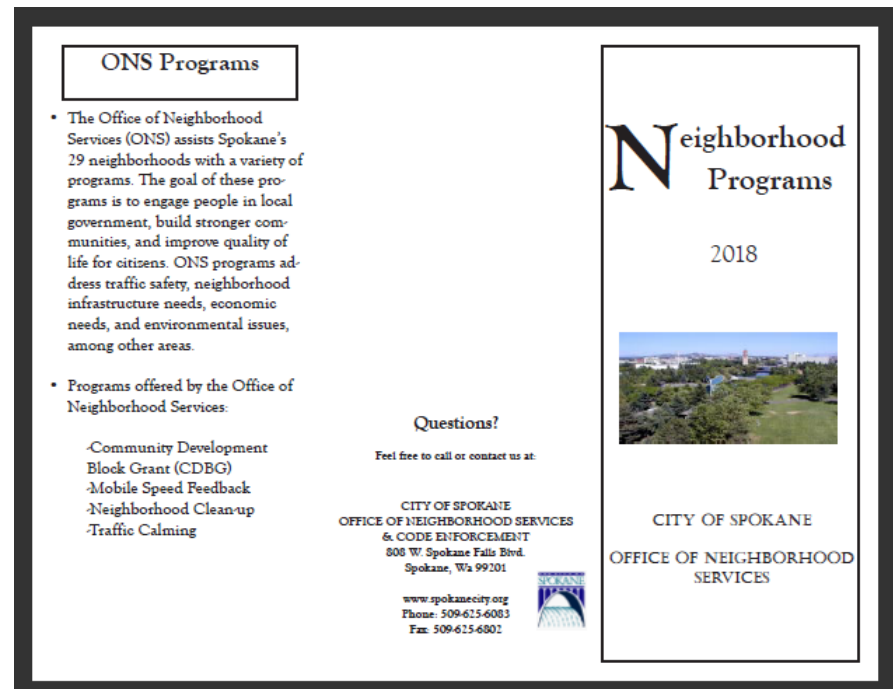 ONS Programs
• The Office of Neighborhood
Services (ONS) assists Spokane's
29 neighborhoods with a variety of
programs. The goal of these pro-
grams is to engage people in local
government, build stronger com-
munities, and improve quality of
life for citizens. ONS programs ad-
dress traffic safety, neighborhood
infrastructure needs, economic
needs, and environmental issues,
among other areas.
• Programs offered by the Office of
Neighborhood Services:
-Community Development
Block Grant (CDBG)
-Mobile Speed Feedback
-Neighborhood Clean-up
-Traffic Calming
Questions?
Feel free to call or contact us at:
CITY OF SPOKANE
OFFICE OF NEIGHBORHOOD SERVICES
& CODE ENFORCEMENT
808 W. Spokane Falls Blvd.
Spokane, Wa 99201
www.spokanecity.org
Phone: 509-625-6083
Fax: 509-625-6802
SPOKANE
Neighborhood
Programs
2018
CITY OF SPOKANE
OFFICE OF NEIGHBORHOOD
SERVICES